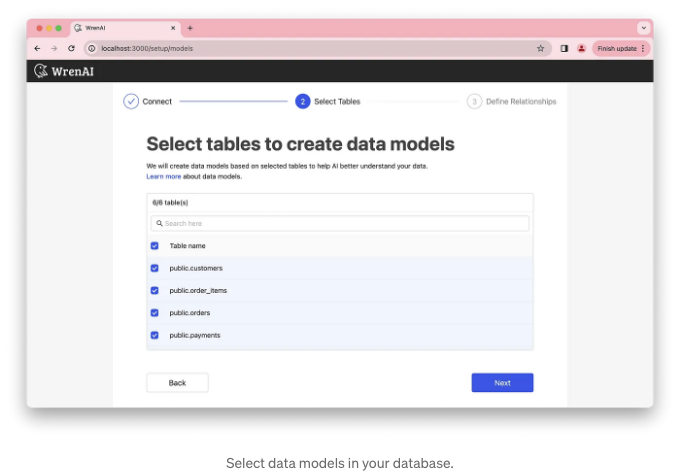 WrenAI
localhost:3000/setup/models
Finish update
WrenAI
Connect
2 Select Tables
3 Define Relationships
Select tables to create data models
We will create data models based on selected tables to help AI better understand your data.
Learn more about data models.
6/6 table(s)
Search here
Table name
public.customers
public.order_items
public.orders
public.payments
Back
Next
Select data models in your database.